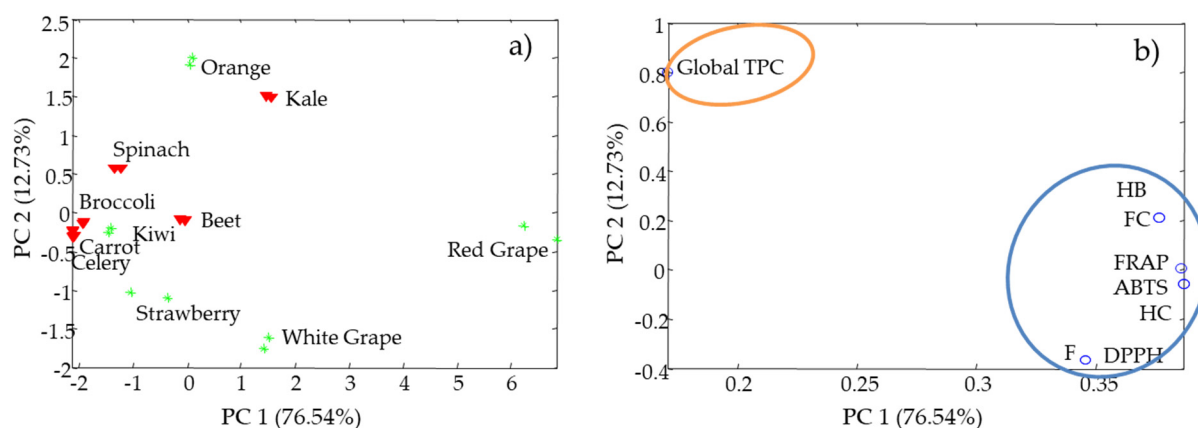 a)
2.5
2
1.5
1
0.5
0
-0.5
-1
-1.5
-2
PC 2 (12.73%)
Orange
Kale
Spinach
Broccoli
Beet
Kiwi
Carrot
Celery
Red Grape
Strawberry
White Grape
-2
-1
0
1
2
3
4
5
6
PC 1 (76.54%)
b)
1
0.8
0.6
0.4
0.2
0
-0.2
-0.4
PC 2 (12.73%)
Global TPC
HB
FC
FRAP
ABTS
HC
F DPPH
0.2
0.25
0.3
0.35
PC 1 (76.54%)